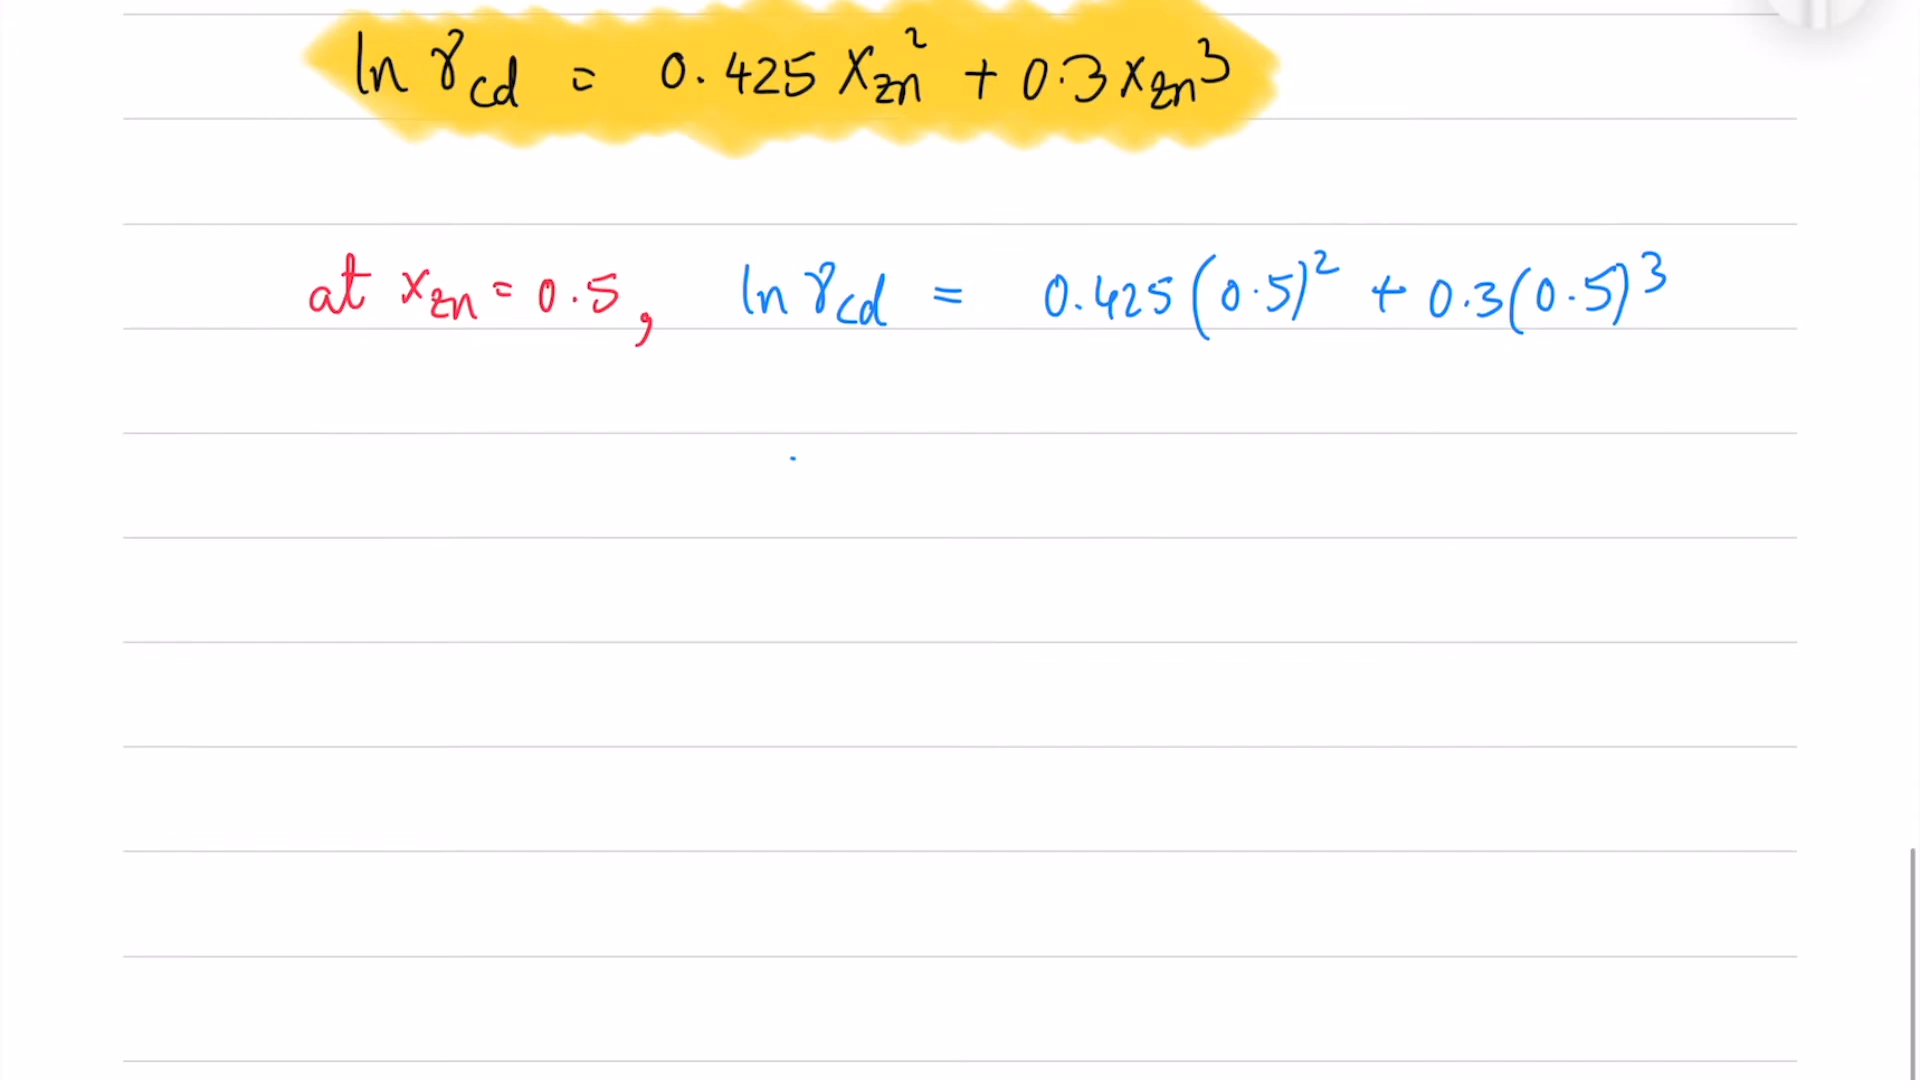 ln γcd = 0.425 xzn² + 0.3 xzn³
at xzn = 0.5, ln γcd = 0.425(0.5)² + 0.3(0.5)³